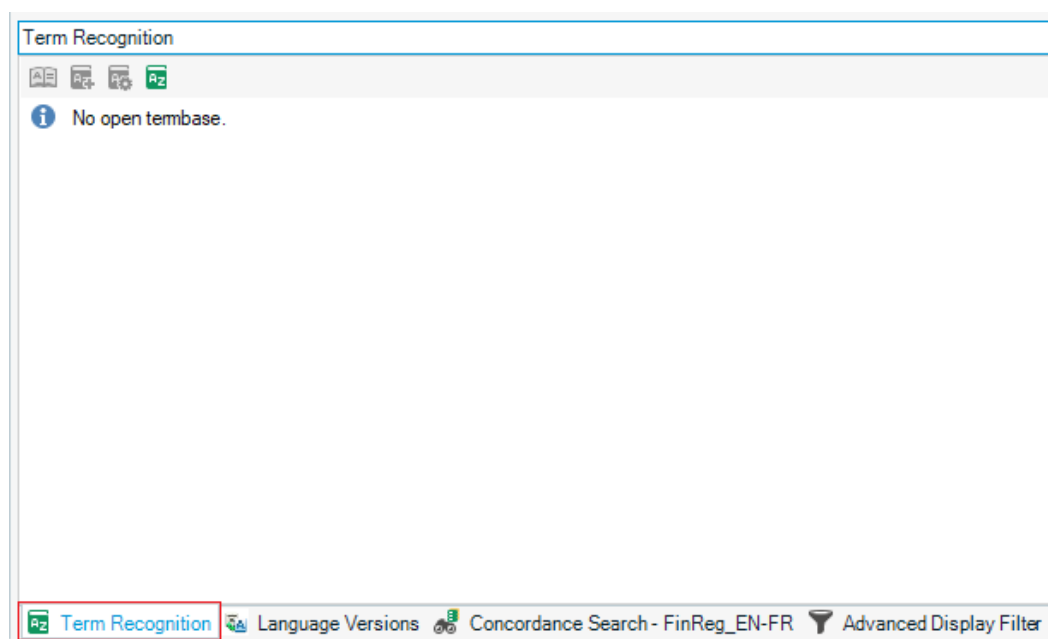 Term Recognition
No open termbase.
Term Recognition Language Versions Concordance Search - FinReg_EN-FR Advanced Display Filter